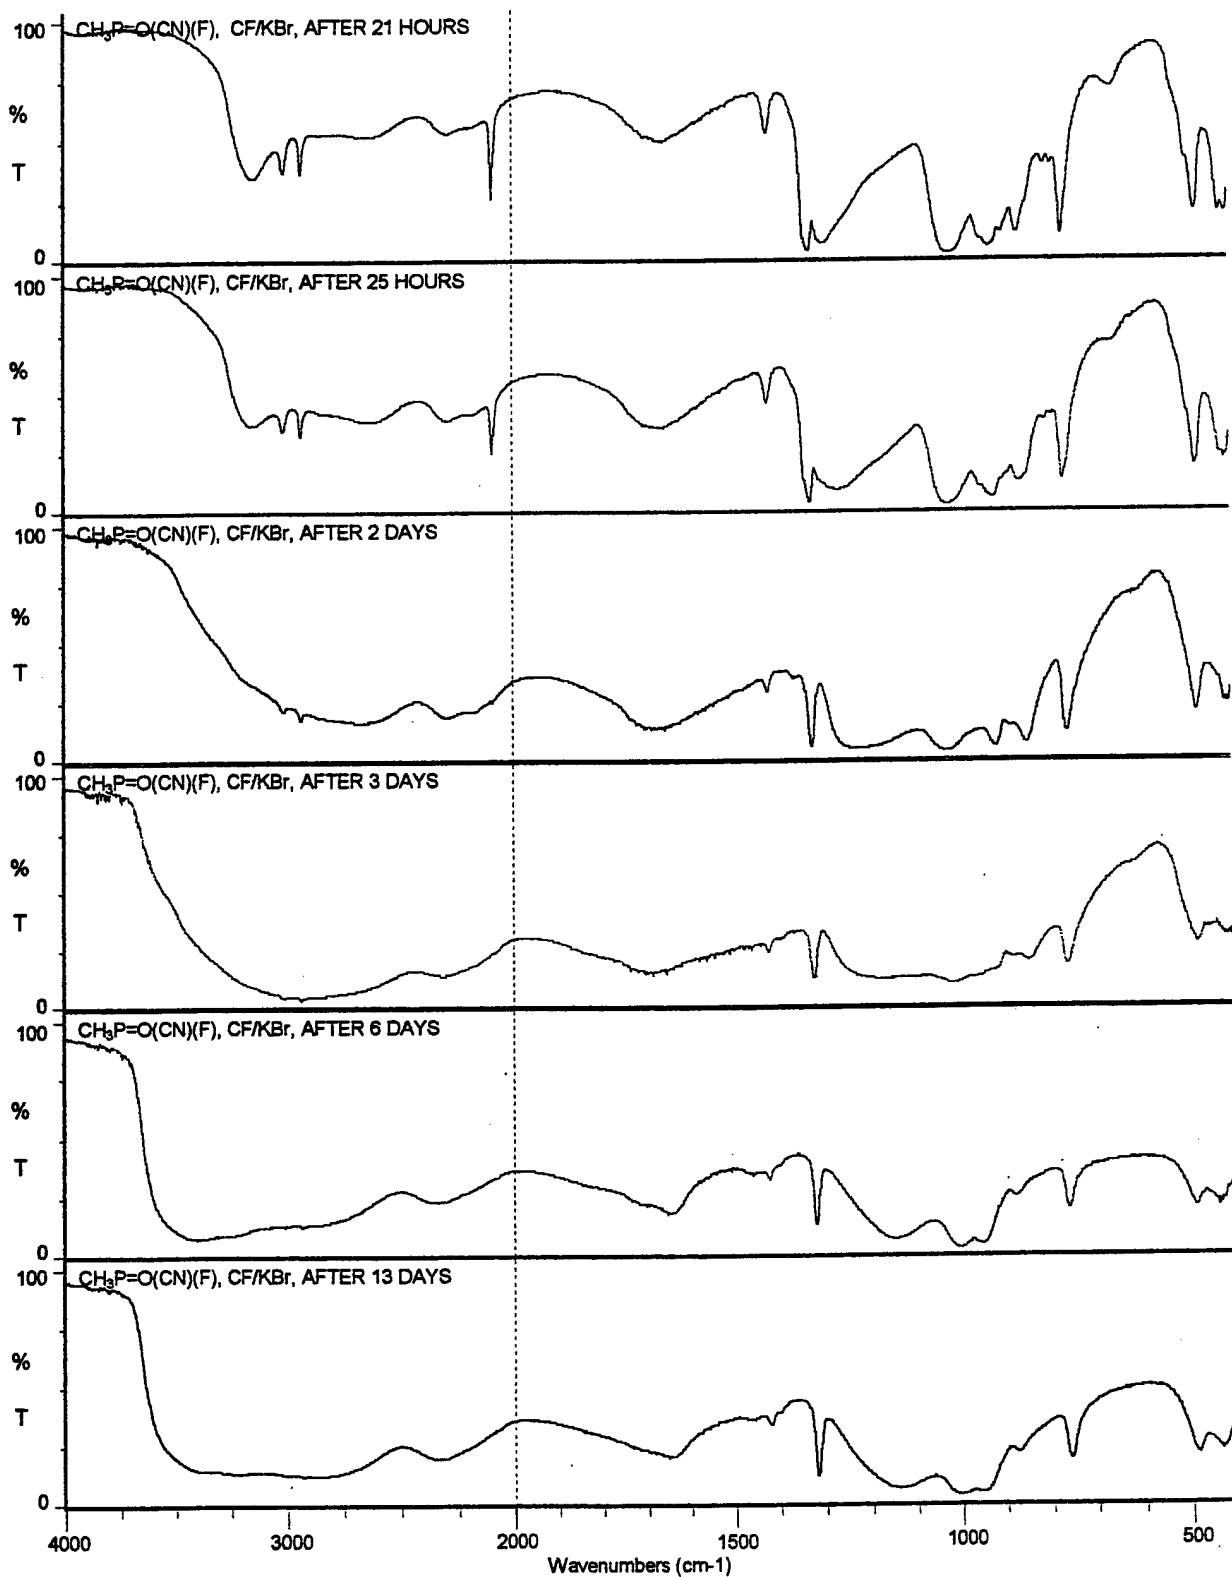 100
CH₃P=O(CN)(F), CF/KBr, AFTER 21 HOURS
%
T
0
100
CH₃P=O(CN)(F), CF/KBr, AFTER 25 HOURS
%
T
0
100
CH₃P=O(CN)(F), CF/KBr, AFTER 2 DAYS
%
T
0
100
CH₃P=O(CN)(F), CF/KBr, AFTER 3 DAYS
%
T
0
100
CH₃P=O(CN)(F), CF/KBr, AFTER 6 DAYS
%
T
0
100
CH₃P=O(CN)(F), CF/KBr, AFTER 13 DAYS
%
T
0
4000 3000 2000 1500 1000 500
Wavenumbers (cm-1)